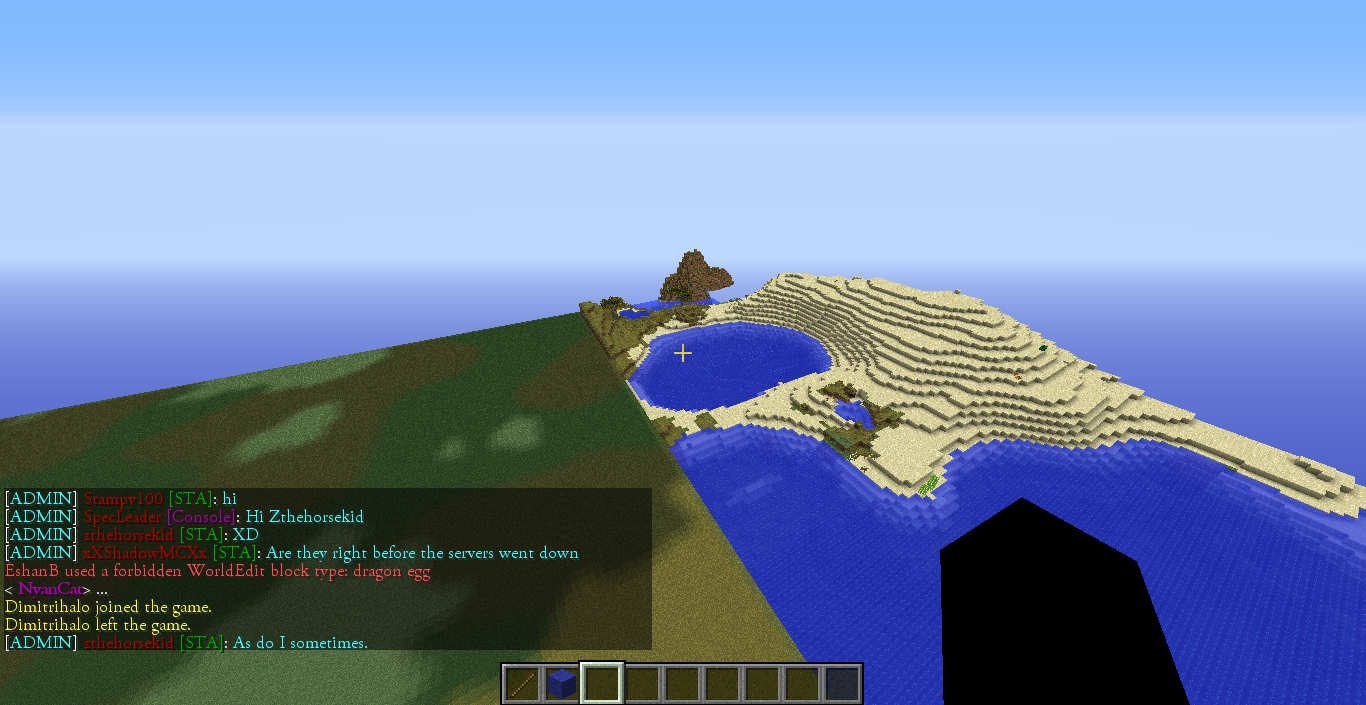 [ADMIN] Stampy100 [STA]: hi
[ADMIN] SpecLeader [Console]: Hi Zthehorsekid
[ADMIN] zthehorsekid [STA]: XD
[ADMIN] xXShadowMCXx [STA]: Are they right before the servers went down
EshanB used a forbidden WorldEdit block type: dragon egg
< NyanCat> ...
Dimitrihalo joined the game.
Dimitrihalo left the game.
[ADMIN] zthehorsekid [STA]: As do I sometimes.